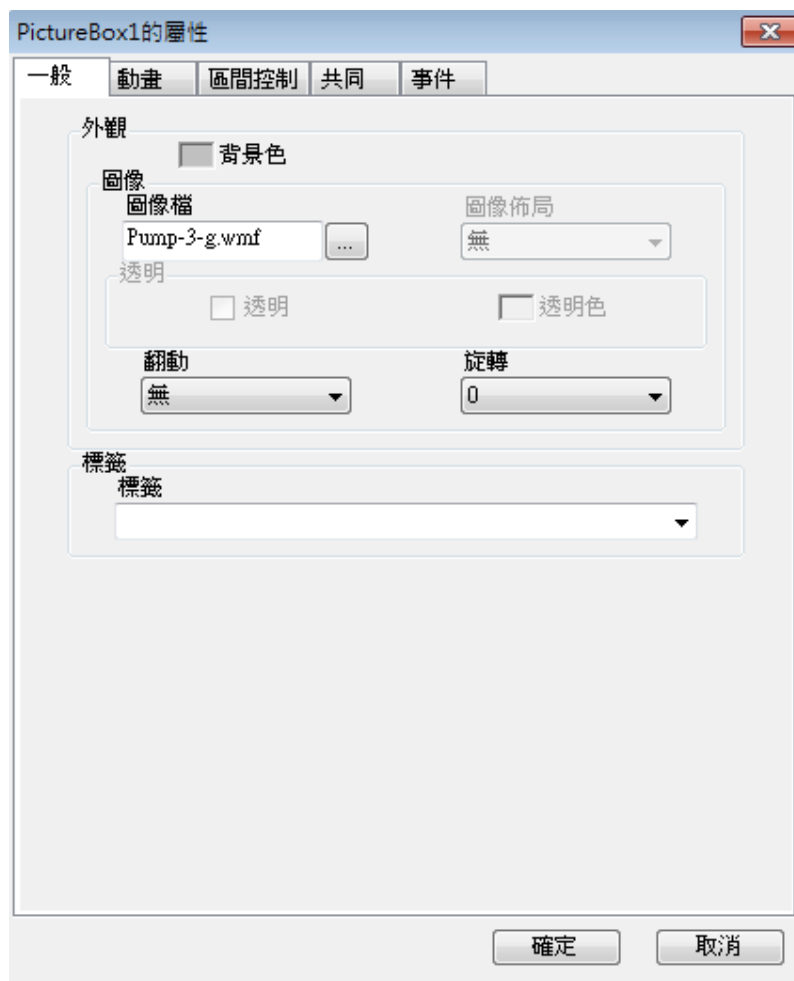 PictureBox1的屬性
一般 動畫 區間控制 共同 事件
外觀
背景色
圖像
圖像檔 圖像佈局
Pump-3-g.wmf ... 無
透明
透明 透明色
翻動 旋轉
無 0
標籤
標籤
確定 取消